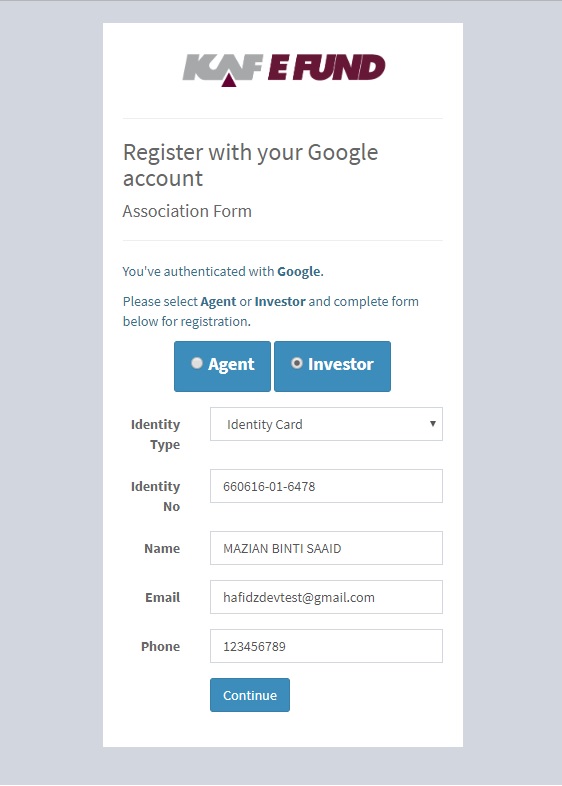 KAF E FUND
Register with your Google
account
Association Form
You've authenticated with Google.
Please select Agent or Investor and complete form
below for registration.
Agent Investor
Identity
Type
Identity Card
Identity
No
660616-01-6478
Name
MAZIAN BINTI SAAID
Email
hafidzdevtest@gmail.com
Phone
123456789
Continue